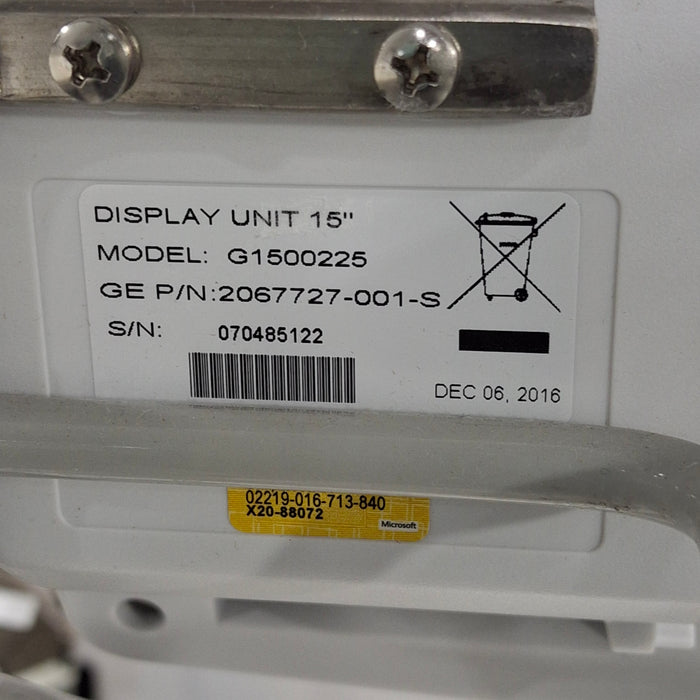 DISPLAY UNIT 15"
MODEL: G1500225
GE P/N:2067727-001-S
S/N: 070485122
DEC 06, 2016
02219-016-713-840
X20-88072
Microsoft